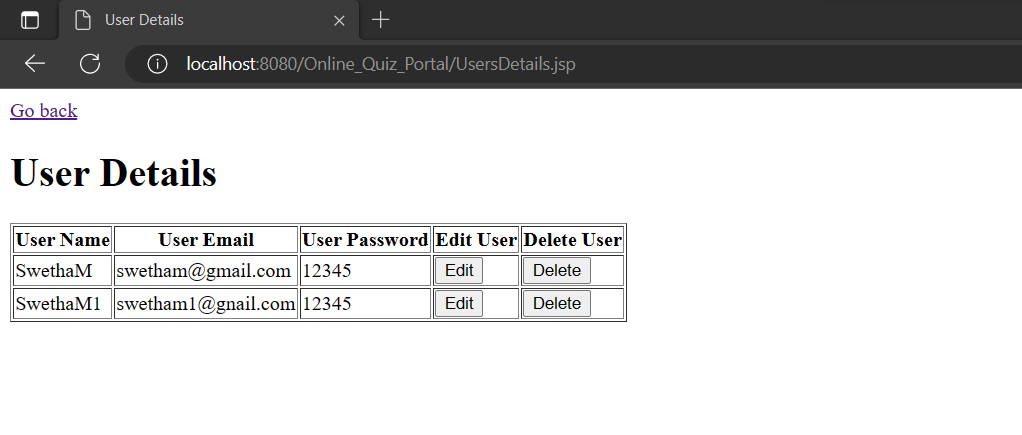 User Details
localhost:8080/Online_Quiz_Portal/UsersDetails.jsp
Go back
User Details
User Name User Email User Password Edit User Delete User
SwethaM swetham@gmail.com 12345 Edit Delete
SwethaM1 swetham1@gnail.com 12345 Edit Delete